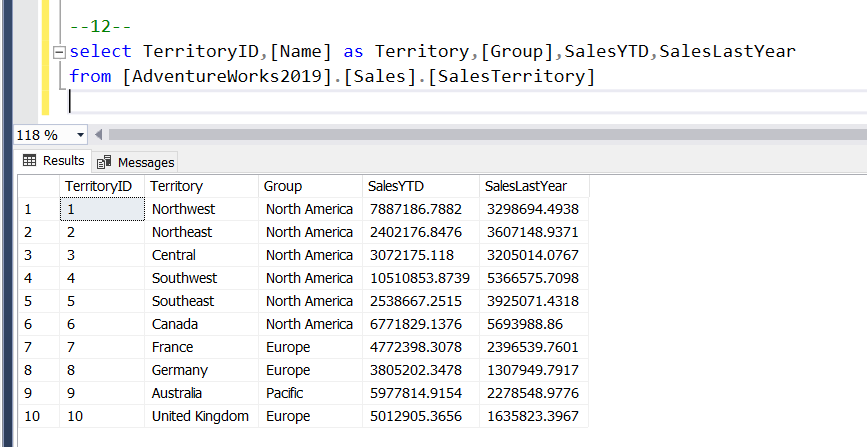 --12--
select TerritoryID,[Name] as Territory,[Group],SalesYTD,SalesLastYear
from [AdventureWorks2019].[Sales].[SalesTerritory]
118 %
Results Messages
TerritoryID Territory Group SalesYTD SalesLastYear
1 1 Northwest North America 7887186.7882 3298694.4938
2 2 Northeast North America 2402176.8476 3607148.9371
3 3 Central North America 3072175.118 3205014.0767
4 4 Southwest North America 10510853.8739 5366575.7098
5 5 Southeast North America 2538667.2515 3925071.4318
6 6 Canada North America 6771829.1376 5693988.86
7 7 France Europe 4772398.3078 2396539.7601
8 8 Germany Europe 3805202.3478 1307949.7917
9 9 Australia Pacific 5977814.9154 2278548.9776
10 10 United Kingdom Europe 5012905.3656 1635823.3967